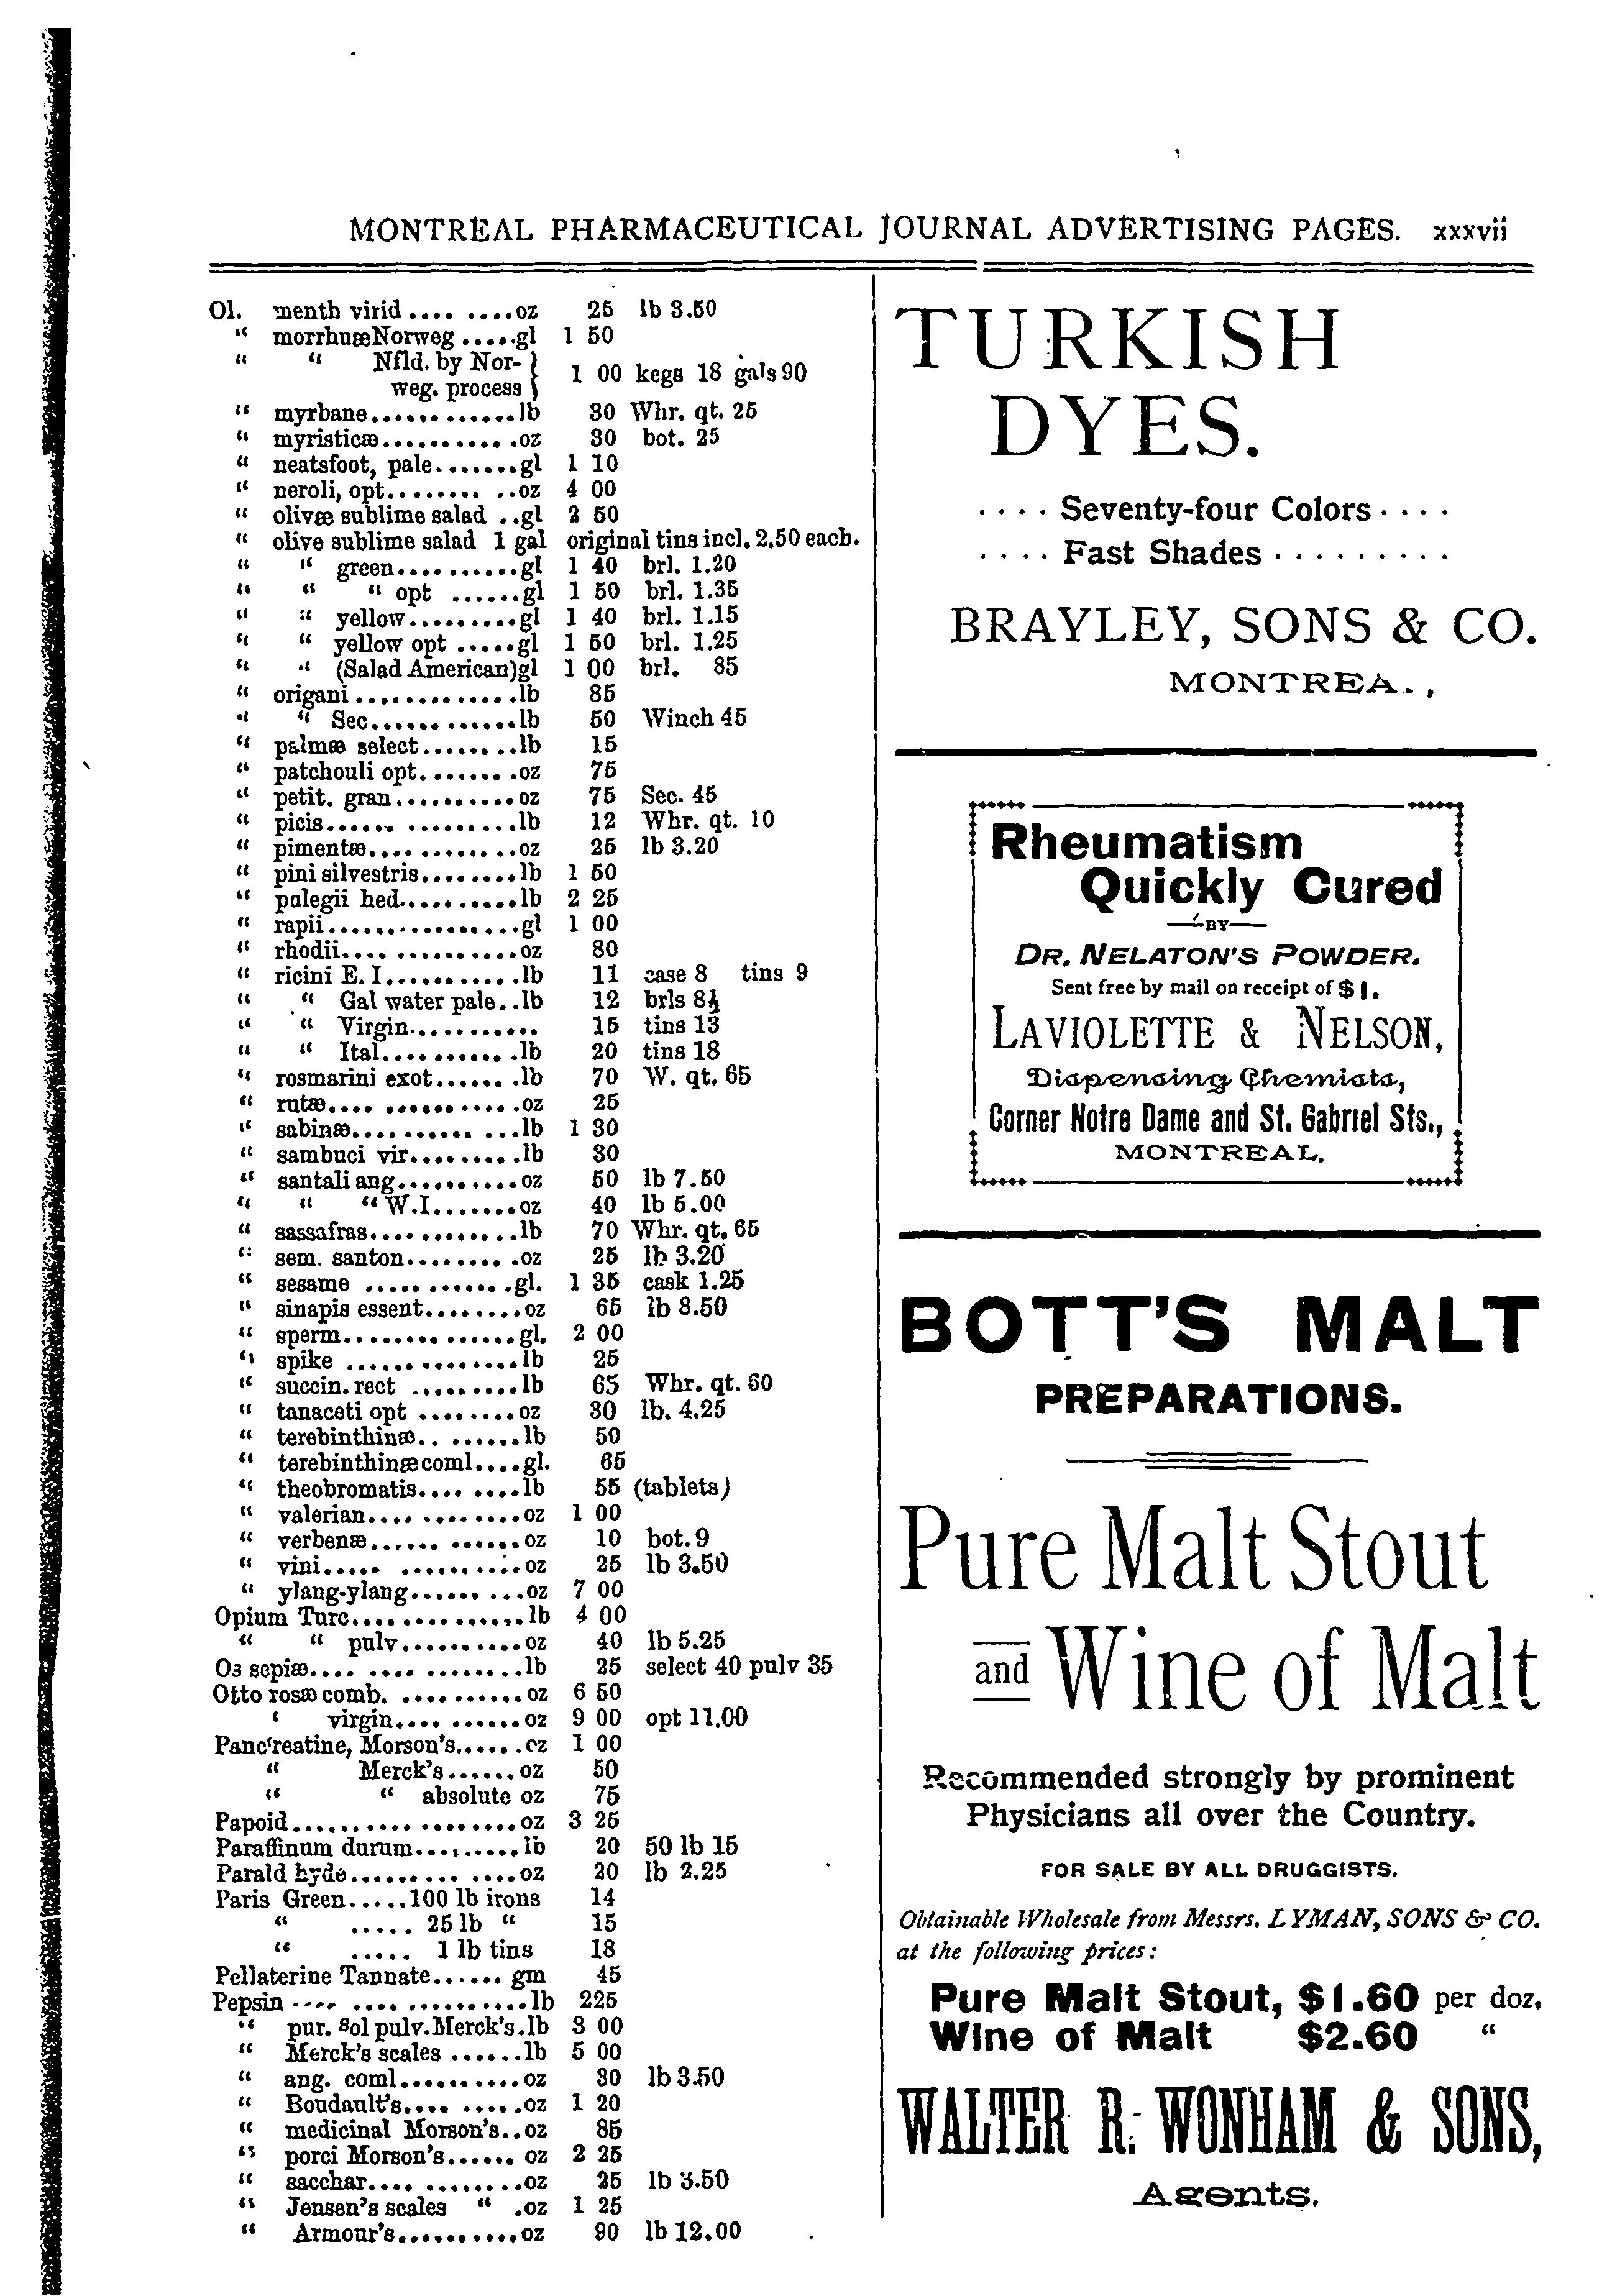 MONTREAL PHARMACEUTICAL JOURNAL ADVERTISING PAGES. xxxvii
Ol. menth virid .... ....oz 25 lb 3.50
“ morrhuæ Norweg .....gl 1 50
“ “ Nfld. by Nor- }
weg. process } 1 00 kegs 18 gals 90
“ myrbane............lb 30 Whr. qt. 25
“ myristicæ...........oz 30 bot. 25
“ neatsfoot, pale.......gl 1 10
“ neroli, opt........ ..oz 4 00
“ olivæ sublime salad ..gl 2 50
“ olive sublime salad 1 gal original tins incl. 2.50 each.
“ “ green..........gl 1 40 brl. 1.20
“ “ “ opt ......gl 1 50 brl. 1.35
“ “ yellow.........gl 1 40 brl. 1.15
“ “ yellow opt .....gl 1 50 brl. 1.25
“ “ (Salad American)gl 1 00 brl. 85
“ origani .............lb 85
“ “ Sec............lb 50 Winch 45
“ palmæ select........lb 15
“ patchouli opt........oz 75
“ petit. gran ..........oz 75 Sec. 45
“ picis...... .........lb 12 Whr. qt. 10
“ pimentæ............oz 25 lb 3.20
“ pini silvestris........lb 1 50
“ palegii hed..........lb 2 25
“ rapii................gl 1 00
“ rhodii.... ..........oz 80
“ ricini E. I...........lb 11 case 8 tins 9
“ “ Gal water pale..lb 12 brls 8½
“ “ Virgin........... 15 tins 13
“ “ Ital...........lb 20 tins 18
“ rosmarini exot.......lb 70 W. qt. 65
“ rutæ.... ...........oz 25
“ sabinæ.......... ...lb 1 30
“ sambuci vir.........lb 30
“ santali ang..........oz 50 lb 7.50
“ “ “ W.I.......oz 40 lb 5.00
“ sassafras............lb 70 Whr. qt. 65
“ sem. santon.........oz 25 lb 3.20
“ sesame ............gl. 1 35 cask 1.25
“ sinapis essent........oz 65 lb 8.50
“ sperm..............gl. 2 00
“ spike ..............lb 25
“ succin. rect .........lb 65 Whr. qt. 60
“ tanaceti opt ........oz 30 lb. 4.25
“ terebinthinæ.. ......lb 50
“ terebinthinæ coml....gl. 65
“ theobromatis.... ....lb 55 (tablets)
“ valerian.... ........oz 1 00
“ verbenæ...... ......oz 10 bot. 9
“ vini..... ..........oz 25 lb 3.50
“ ylang-ylang...... ...oz 7 00
Opium Turc..............lb 4 00
“ “ pulv..........oz 40 lb 5.25
Os sepiæ.... .... ........lb 25 select 40 pulv 35
Otto rosæ comb. ..........oz 6 50
‘ virgin.... ......oz 9 00 opt 11.00
Panc‘reatine, Morson's......oz 1 00
“ Merck's......oz 50
“ “ absolute oz 75
Papoid.......... ........oz 3 25
Paraffinum durum.........lb 20 50 lb 15
Parald hyde........ ....oz 20 lb 2.25
Paris Green.....100 lb irons 14
“ ..... 25 lb “ 15
“ ..... 1 lb tins 18
Pellaterine Tannate...... gm 45
Pepsin .... .... ..........lb 225
“ pur. sol pulv. Merck's.lb 3 00
“ Merck's scales ......lb 5 00
“ ang. coml..........oz 30 lb 3.50
“ Boudault's.... .....oz 1 20
“ medicinal Morson's..oz 85
“ porci Morson's...... oz 2 25
“ sacchar.... ........oz 25 lb 3.50
“ Jensen's scales “ .oz 1 25
“ Armour's..........oz 90 lb 12.00
TURKISH
DYES.
.... Seventy-four Colors ....
.... Fast Shades .........
BRAYLEY, SONS & CO.
MONTREA. ,
Rheumatism
Quickly Cured
BY
DR. NELATON'S POWDER.
Sent free by mail on receipt of $1.
LAVIOLETTE & NELSON,
Dispensing Chemists,
Corner Notre Dame and St. Gabriel Sts.,
MONTREAL.
BOTT'S MALT
PREPARATIONS.
Pure Malt Stout
and Wine of Malt
Recommended strongly by prominent
Physicians all over the Country.
FOR SALE BY ALL DRUGGISTS.
Obtainable Wholesale from Messrs. LYMAN, SONS & CO.
at the following prices:
Pure Malt Stout, $1.60 per doz.
Wine of Malt $2.60 “
WALTER R. WONHAM & SONS,
Agents.